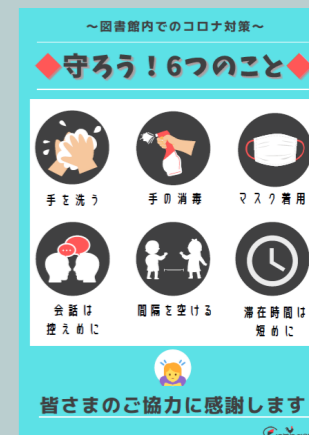 ～図書館内でのコロナ対策～
守ろう！6つのこと
手を洗う
手の消毒
マスク着用
会話は
控えめに
間隔を空ける
滞在時間は
短めに
皆さまのご協力に感謝します